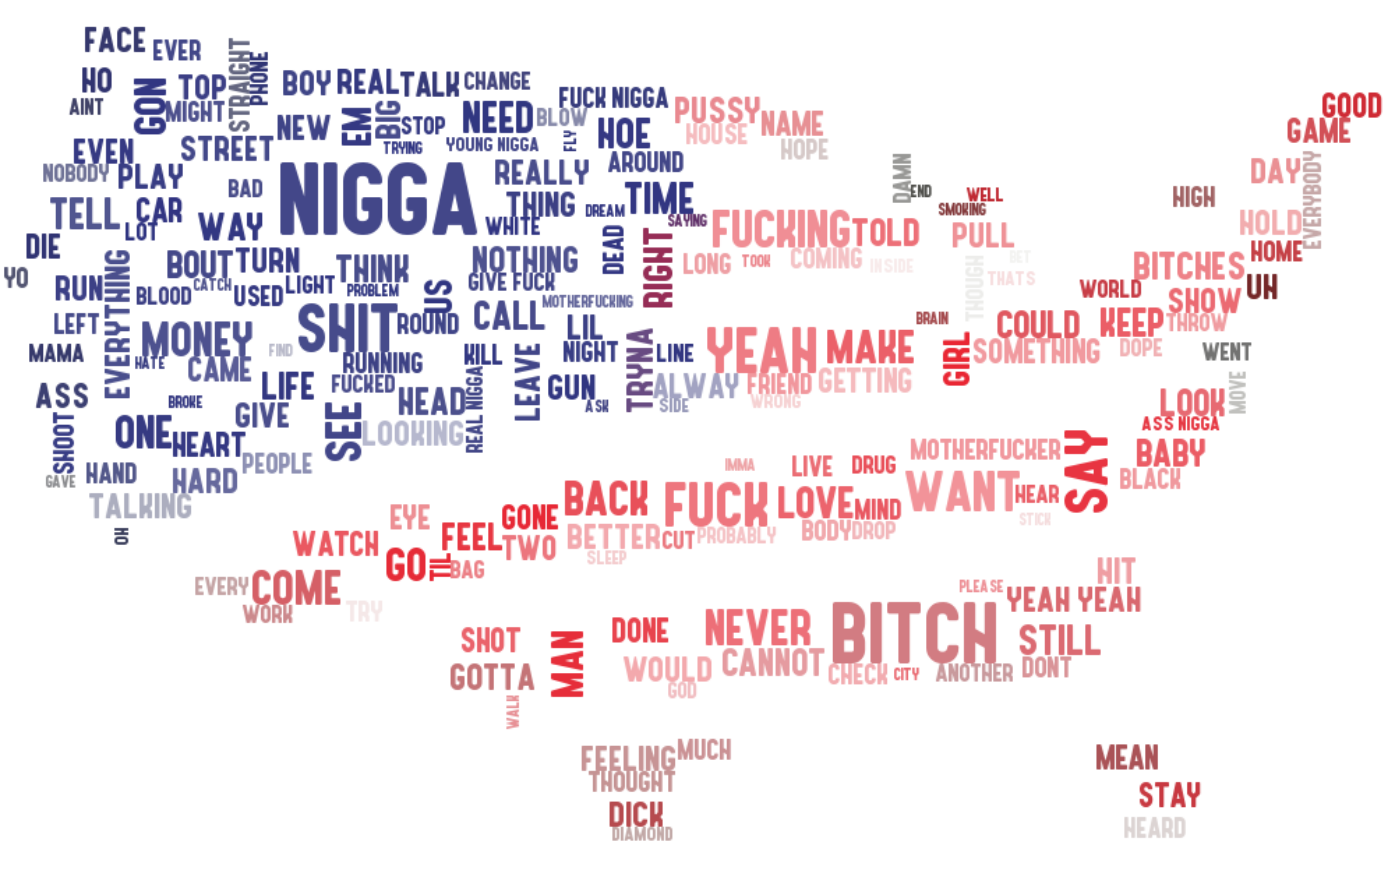 FACE EVER
HO TOP STRAIGHT PHONE BOY REAL TALK CHANGE
AINT GON MIGHT
FUCK NIGGA
NEW EM BIG STOP NEED BLOW PUSSY NAME
GOOD
GAME
EVEN STREET TRYING YOUNG NIGGA FLY HOE HOUSE HOPE
NOBODY PLAY BAD NIGGA REALLY AROUND DAMN END WELL
DAY EVERYBODY
TELL CAR WAY THING DREAM TIME SMOKING HIGH
LOT WHITE SAYING FUCKING TOLD PULL HOLD
DIE BOUT TURN THINK NOTHING DEAD RIGHT LONG TOOK COMING INSIDE GET BITCHES HOME
YO RUN EVERYTHING BLOOD CATCH USED LIGHT PROBLEM US GIVE FUCK THOUGH THATS WORLD UH
LEFT MONEY SHIT ROUND CALL MOTHERFUCKING LIL BRAIN COULD KEEP SHOW THROW
MAMA HATE CAME FIND RUNNING KILL NIGHT TRYNA LINE YEAH MAKE GIRL SOMETHING DOPE WENT
ASS BROKE LIFE FUCKED HEAD REAL NIGGA LEAVE GUN ASK ALWAY SIDE FRIEND WRONG GETTING MOVE
SHOOT ONE HEART GIVE SEE LOOKING LOOK
ASS NIGGA
GAVE HAND HARD PEOPLE IMMA LIVE DRUG MOTHERFUCKER SAY BABY
TALKING BACK FUCK LOVE MIND WANT HEAR BLACK
NO EYE GONE STICK
WATCH FEEL TWO BETTER CUT PROBABLY BODY DROP
GO TIL BAG SLEEP
EVERY COME HIT
WORK TRY PLEASE YEAH YEAH
SHOT MAN DONE NEVER BITCH STILL
GOTTA WOULD CANNOT CHECK CITY ANOTHER DONT
WALK GOD
FEELING MUCH MEAN
THOUGHT STAY
DICK HEARD
DIAMOND